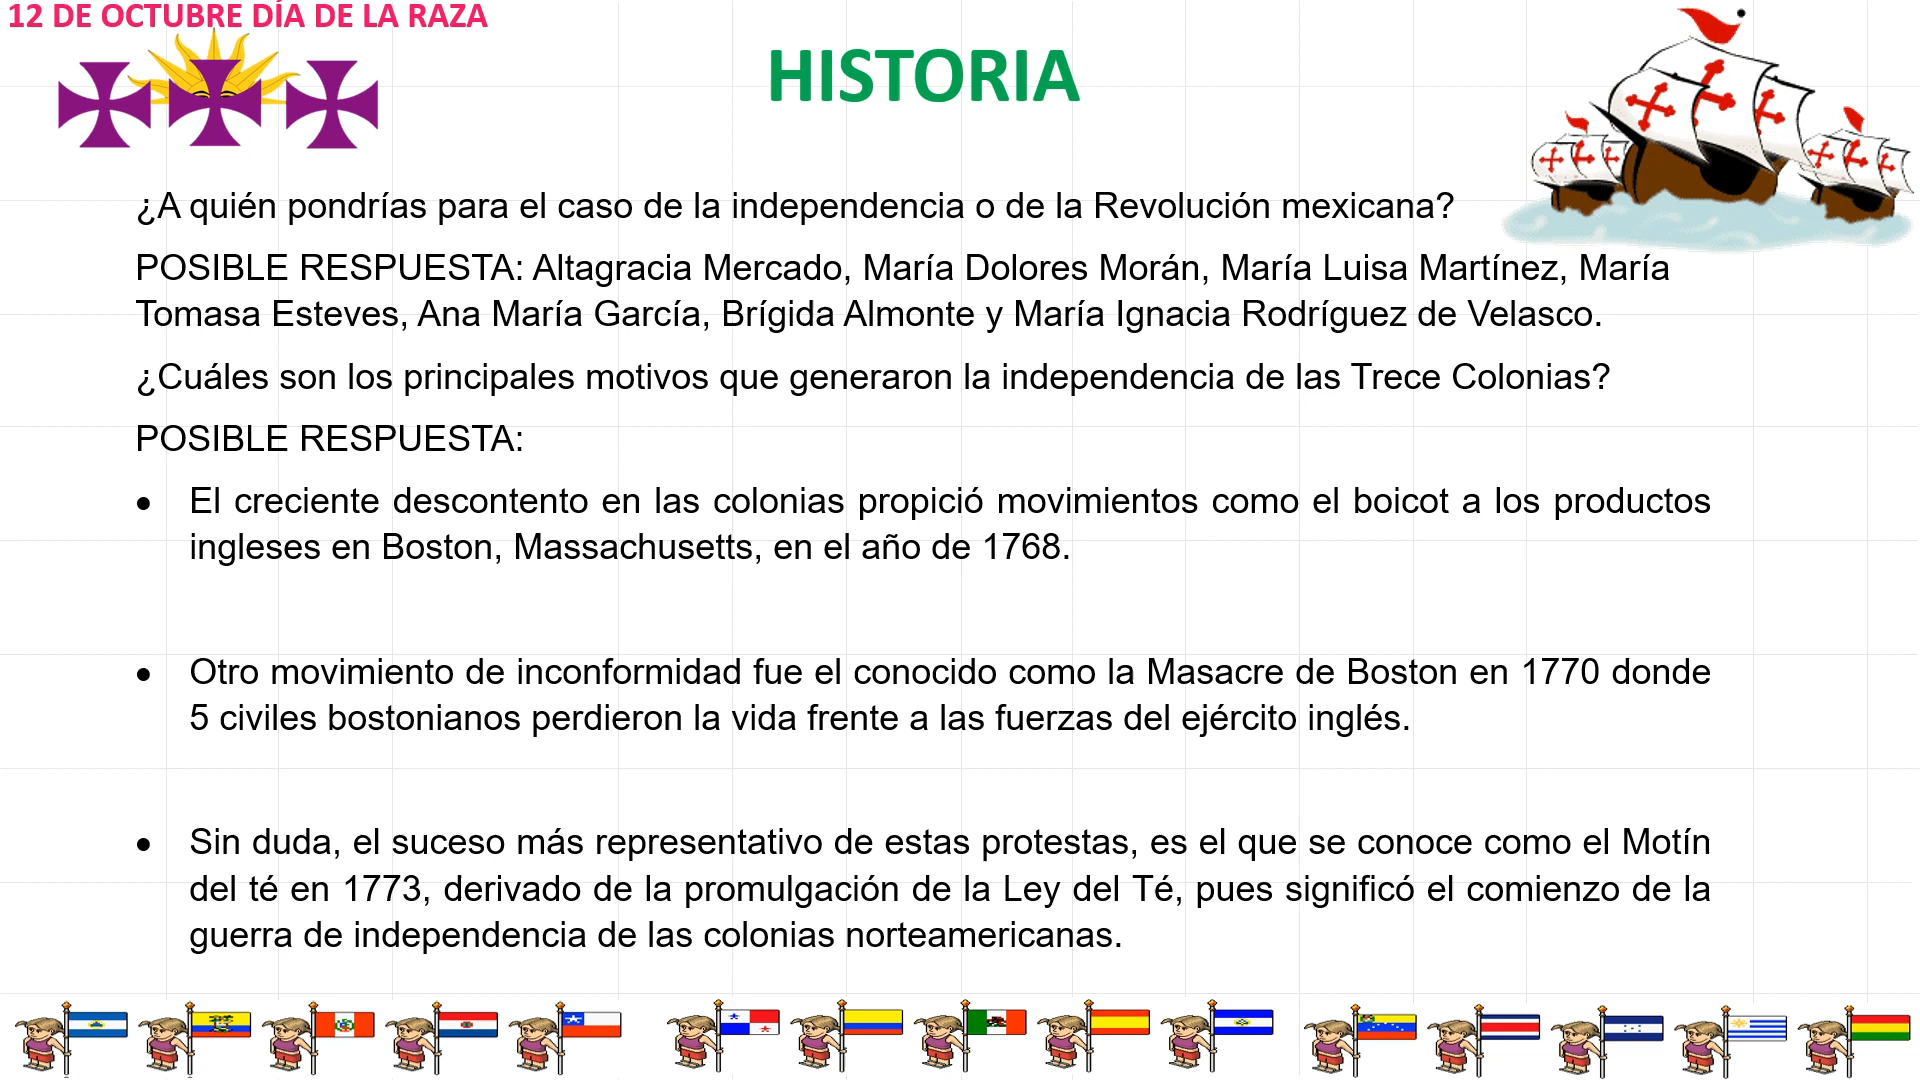 12 DE OCTUBRE DÍA DE LA RAZA
HISTORIA
¿A quién pondrías para el caso de la independencia o de la Revolución mexicana?
POSIBLE RESPUESTA: Altagracia Mercado, María Dolores Morán, María Luisa Martínez, María
Tomasa Esteves, Ana María García, Brígida Almonte y María Ignacia Rodríguez de Velasco.
¿Cuáles son los principales motivos que generaron la independencia de las Trece Colonias?
POSIBLE RESPUESTA:
• El creciente descontento en las colonias propició movimientos como el boicot a los productos
ingleses en Boston, Massachusetts, en el año de 1768.
• Otro movimiento de inconformidad fue el conocido como la Masacre de Boston en 1770 donde
5 civiles bostonianos perdieron la vida frente a las fuerzas del ejército inglés.
• Sin duda, el suceso más representativo de estas protestas, es el que se conoce como el Motín
del té en 1773, derivado de la promulgación de la Ley del Té, pues significó el comienzo de la
guerra de independencia de las colonias norteamericanas.